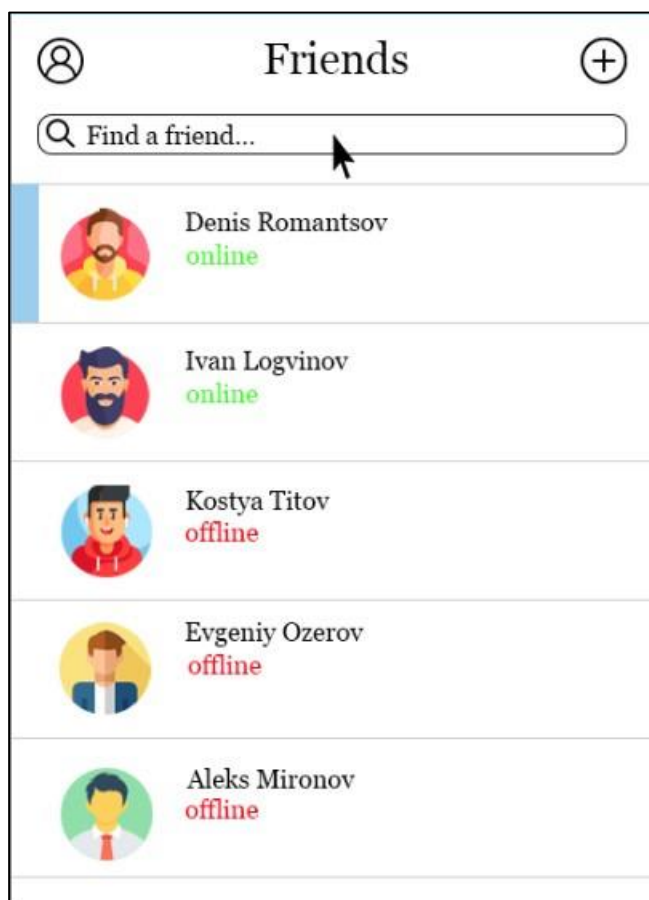 Friends
Find a friend...
Denis Romantsov
online
Ivan Logvinov
online
Kostya Titov
offline
Evgeniy Ozerov
offline
Aleks Mironov
offline